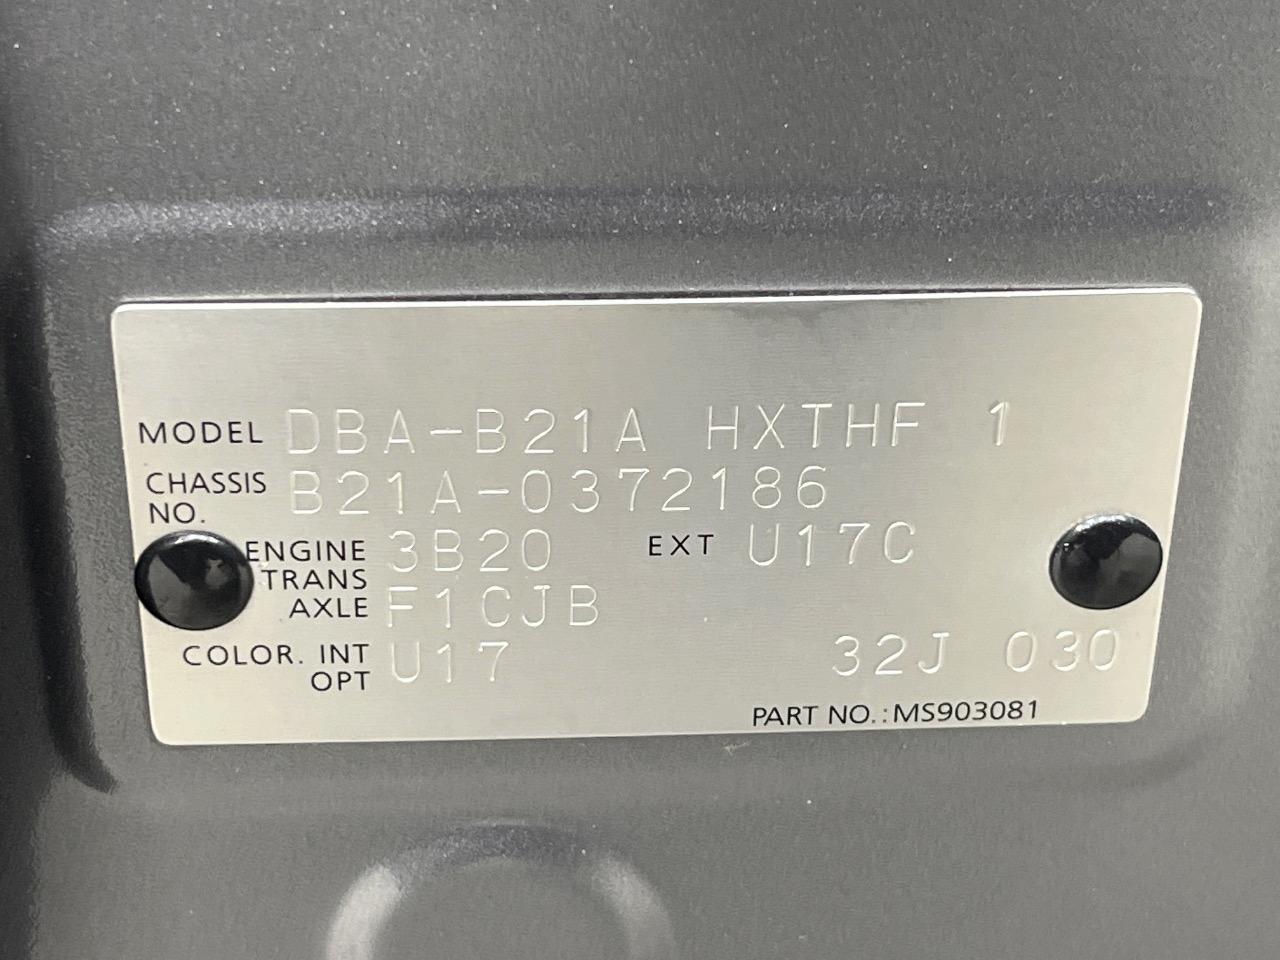 MODEL DBA-B21A HXTHF 1
CHASSIS NO. B21A-0372186
ENGINE 3B20 EXT U17C
TRANS AXLE F1CJB
COLOR. INT U17
OPT 32J 030
PART NO.:MS903081